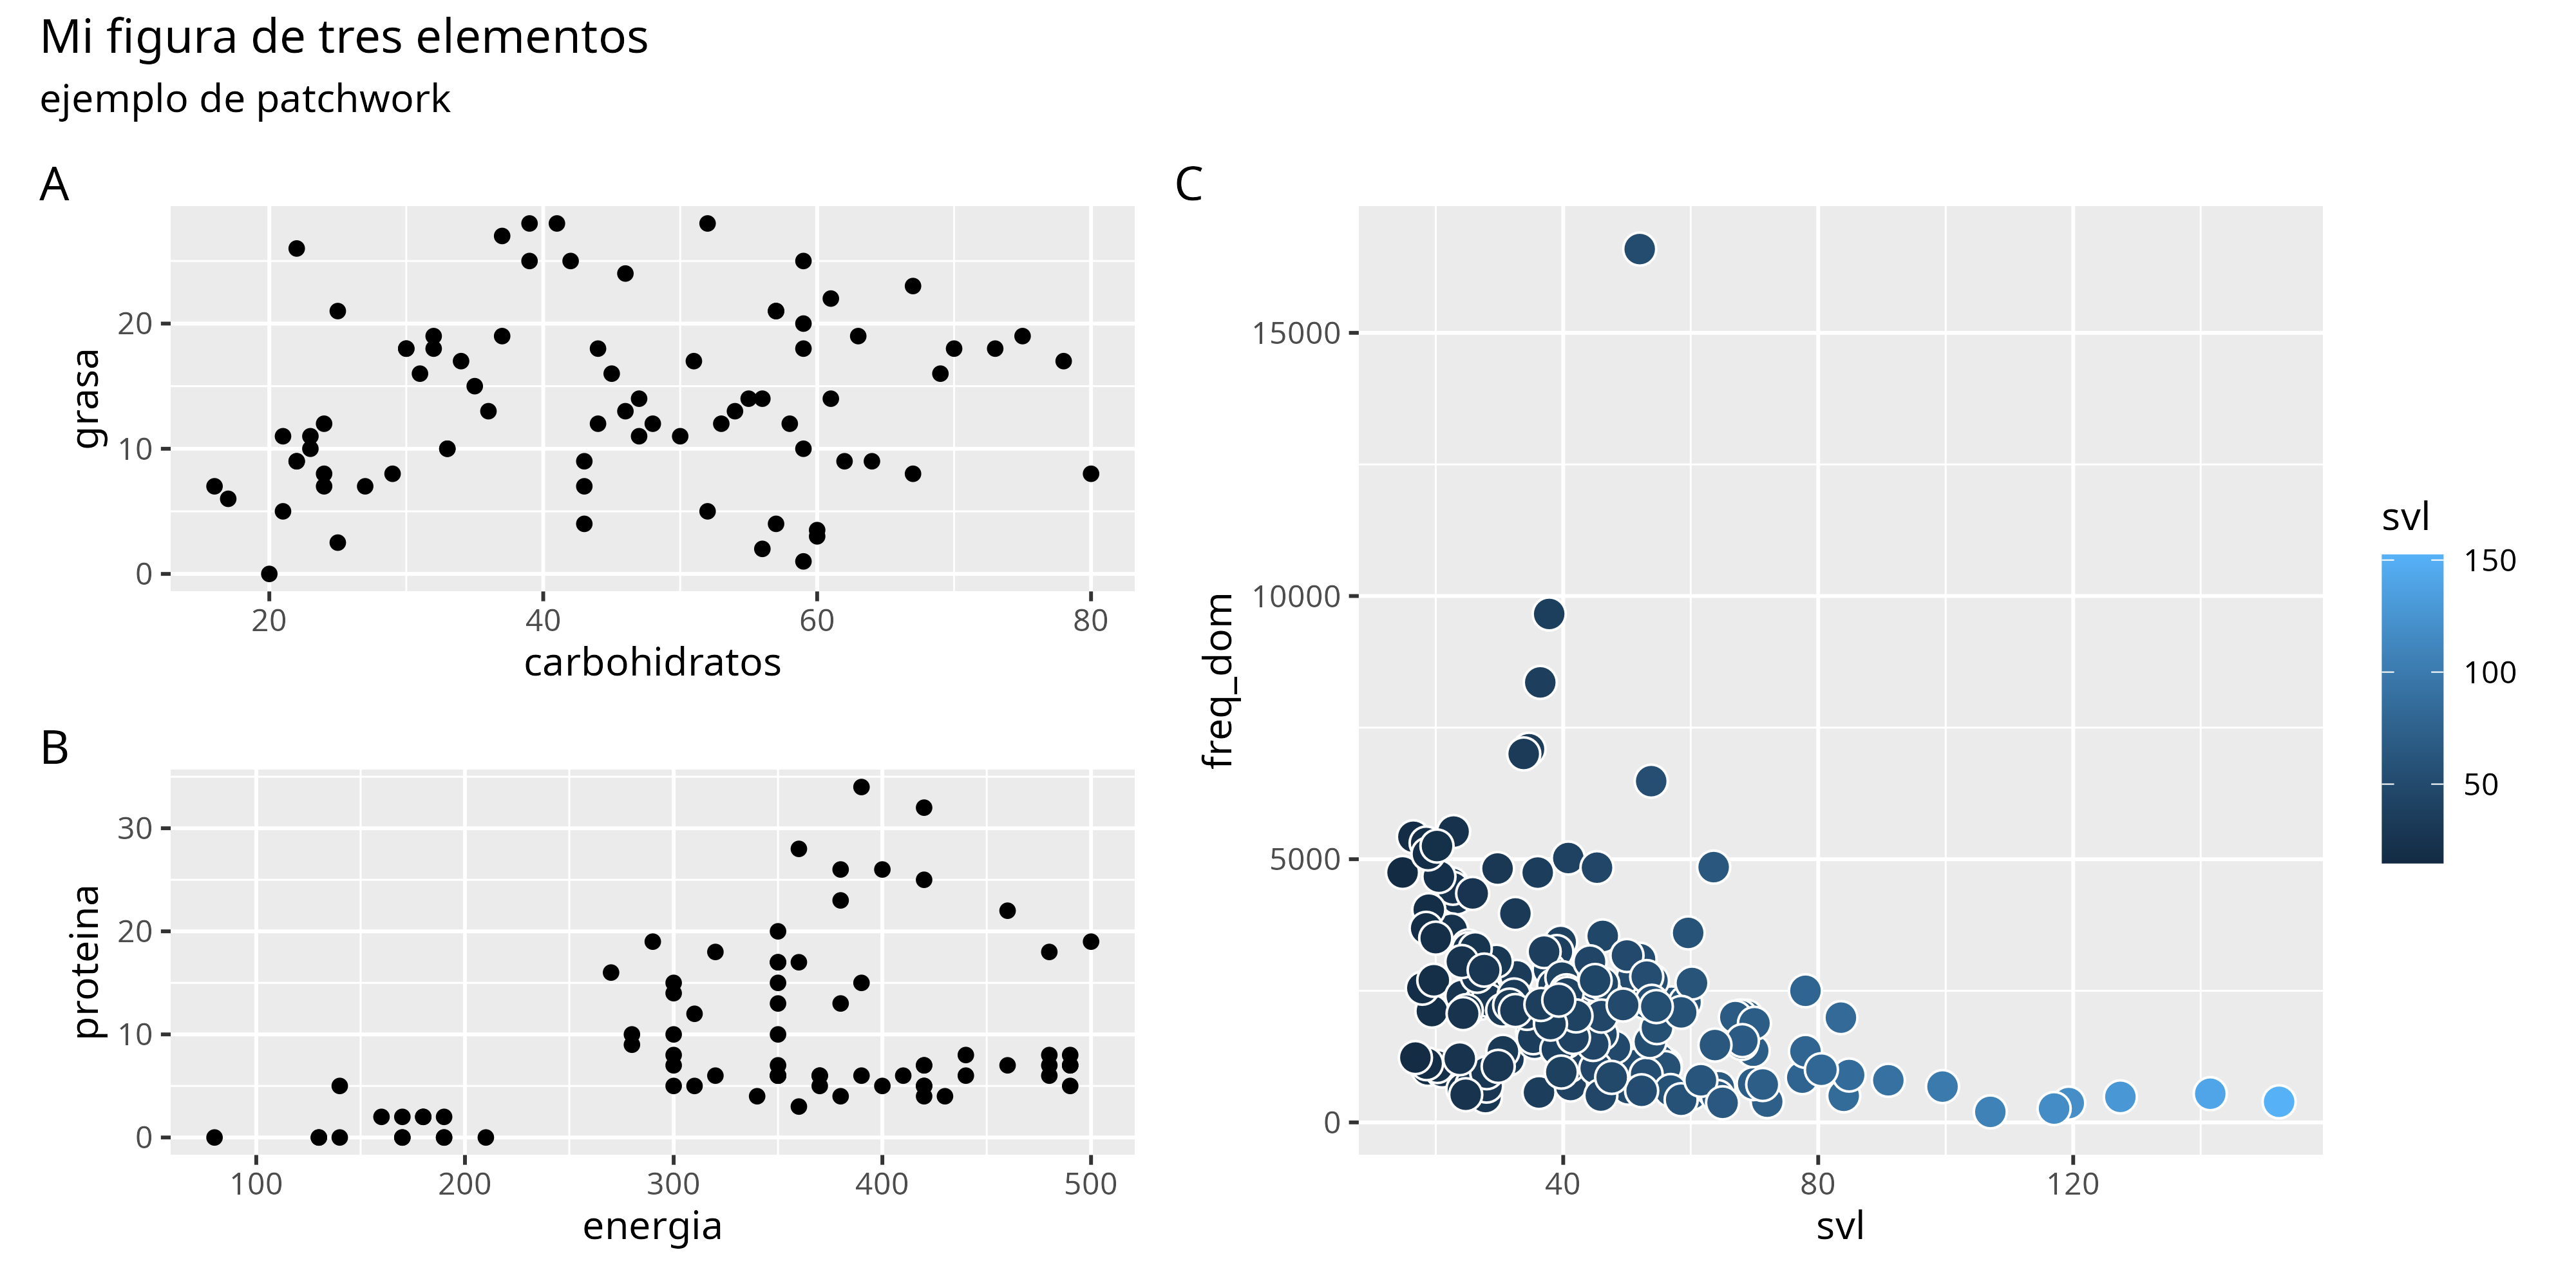 Mi figura de tres elementos
ejemplo de patchwork
A
20
10
0
grasa
20 40 60 80
carbohidratos
B
30
20
10
0
proteina
100 200 300 400 500
energia
C
15000
10000
5000
0
freq_dom
40 80 120
svl
svl
150
100
50